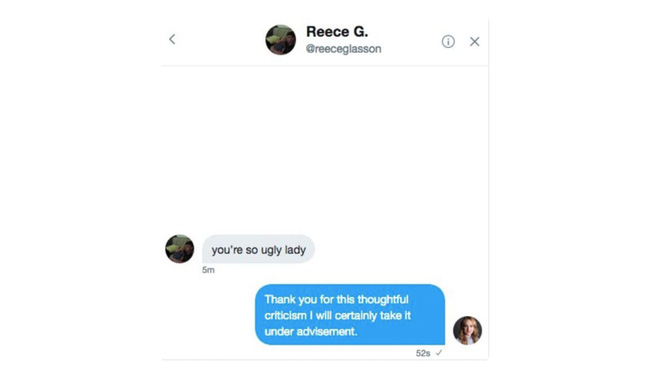 Reece G.
@reeceglasson
you're so ugly lady
5m
Thank you for this thoughtful
criticism I will certainly take it
under advisement.
52s ✓